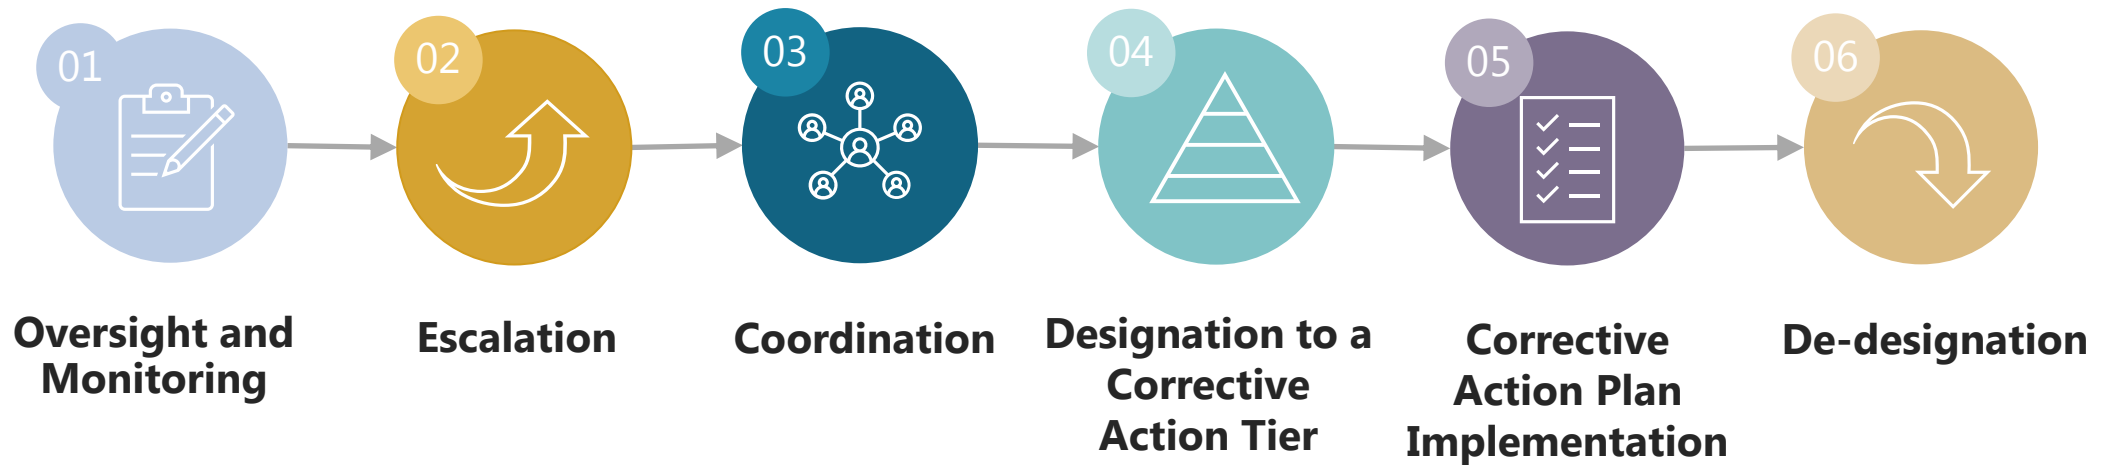 01
02
03
04
05
06
Oversight and
Monitoring
Escalation
Coordination
Designation to a
Corrective
Action Tier
Corrective
Action Plan
Implementation
De-designation